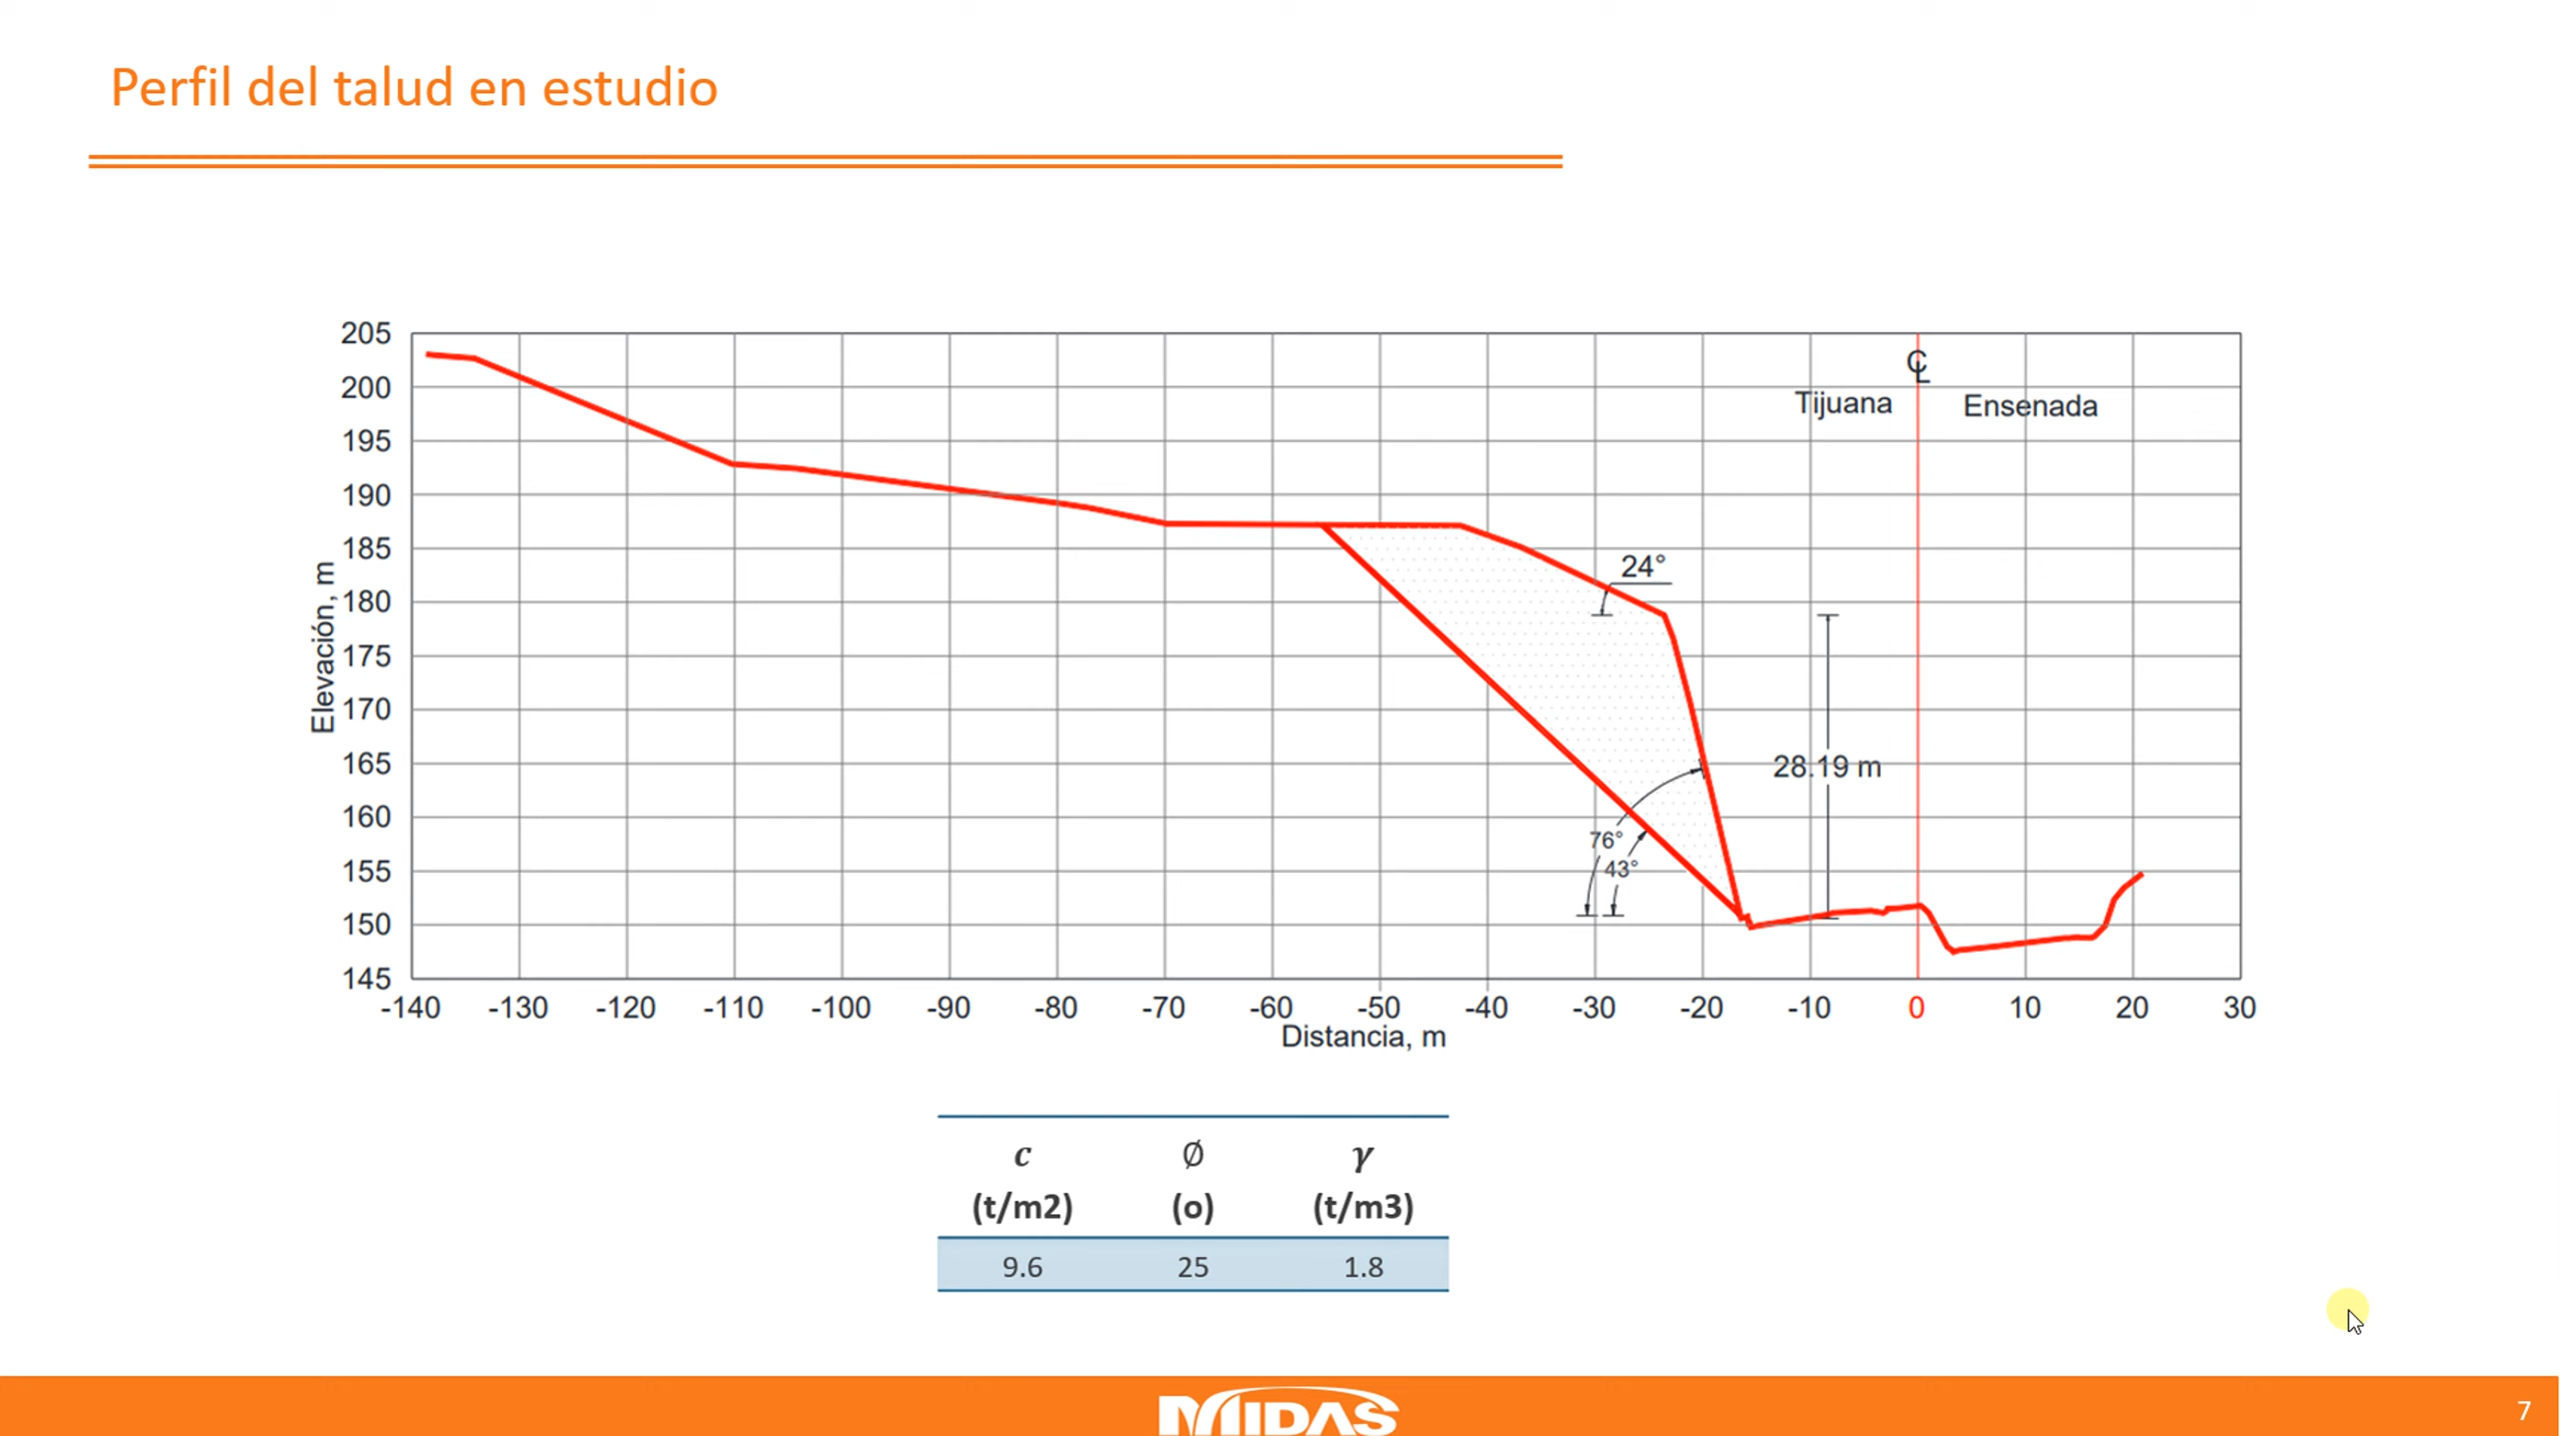 Perfil del talud en estudio
205
200
195
190
185
180
175
170
165
160
155
150
145
Elevación, m
-140 -130 -120 -110 -100 -90 -80 -70 -60 -50 -40 -30 -20 -10 0 10 20 30
Distancia, m
℄
Tijuana Ensenada
24°
28.19 m
76°
43°
c ∅ γ
(t/m2) (o) (t/m3)
9.6 25 1.8
MIDAS
7